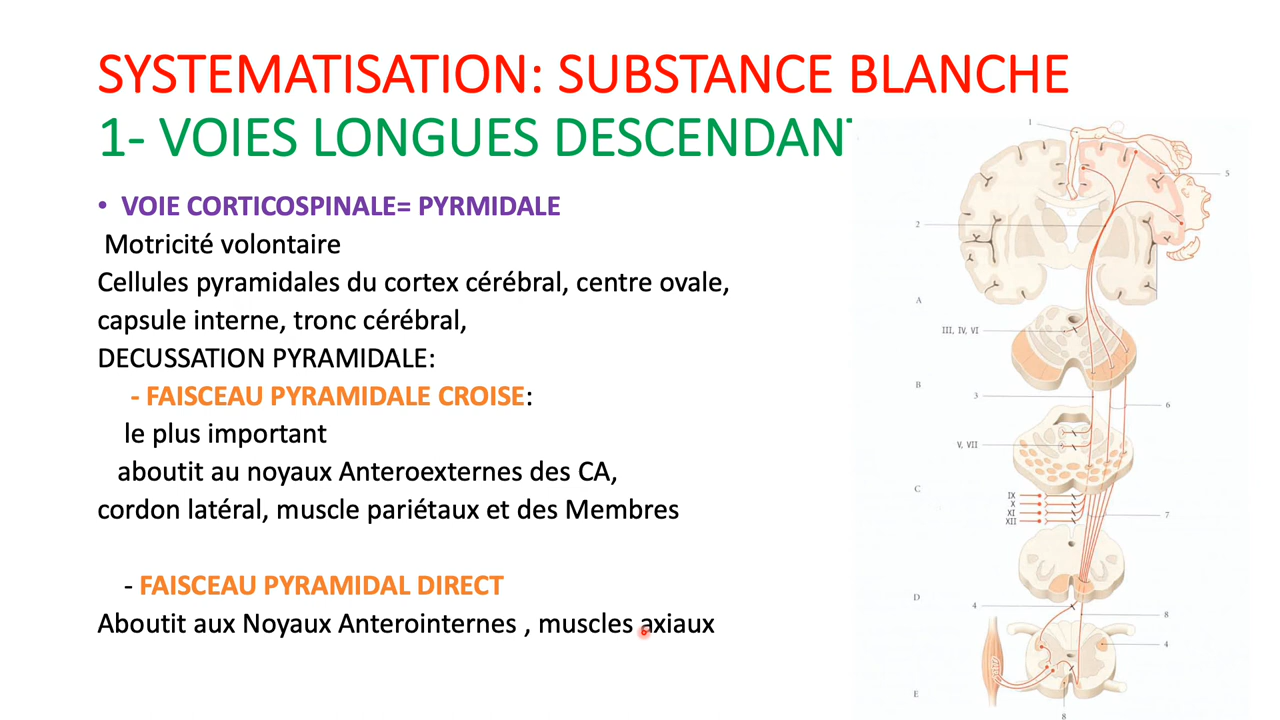 SYSTEMATISATION: SUBSTANCE BLANCHE
1- VOIES LONGUES DESCENDAN
• VOIE CORTICOSPINALE= PYRMIDALE
Motricité volontaire
Cellules pyramidales du cortex cérébral, centre ovale,
capsule interne, tronc cérébral,
DECUSSATION PYRAMIDALE:
- FAISCEAU PYRAMIDALE CROISE:
le plus important
aboutit au noyaux Anteroexternes des CA,
cordon latéral, muscle pariétaux et des Membres
- FAISCEAU PYRAMIDAL DIRECT
Aboutit aux Noyaux Anterointernes , muscles axiaux
1
5
2
A
III, IV, VI
B
3
6
V, VII
C
IX
X
XI
XII
7
D
4
8
4
E
8